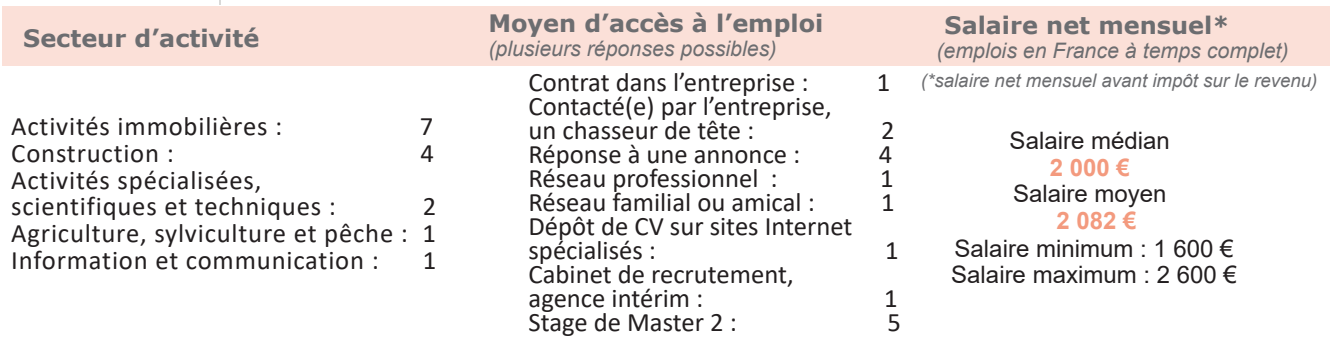 Secteur d’activité
Activités immobilières : 7
Construction : 4
Activités spécialisées,
scientifiques et techniques : 2
Agriculture, sylviculture et pêche : 1
Information et communication : 1
Moyen d’accès à l’emploi
(plusieurs réponses possibles)
Contrat dans l’entreprise : 1
Contacté(e) par l’entreprise,
un chasseur de tête : 2
Réponse à une annonce : 4
Réseau professionnel : 1
Réseau familial ou amical : 1
Dépôt de CV sur sites Internet
spécialisés : 1
Cabinet de recrutement,
agence intérim : 1
Stage de Master 2 : 5
Salaire net mensuel*
(emplois en France à temps complet)
(*salaire net mensuel avant impôt sur le revenu)
Salaire médian
2 000 €
Salaire moyen
2 082 €
Salaire minimum : 1 600 €
Salaire maximum : 2 600 €